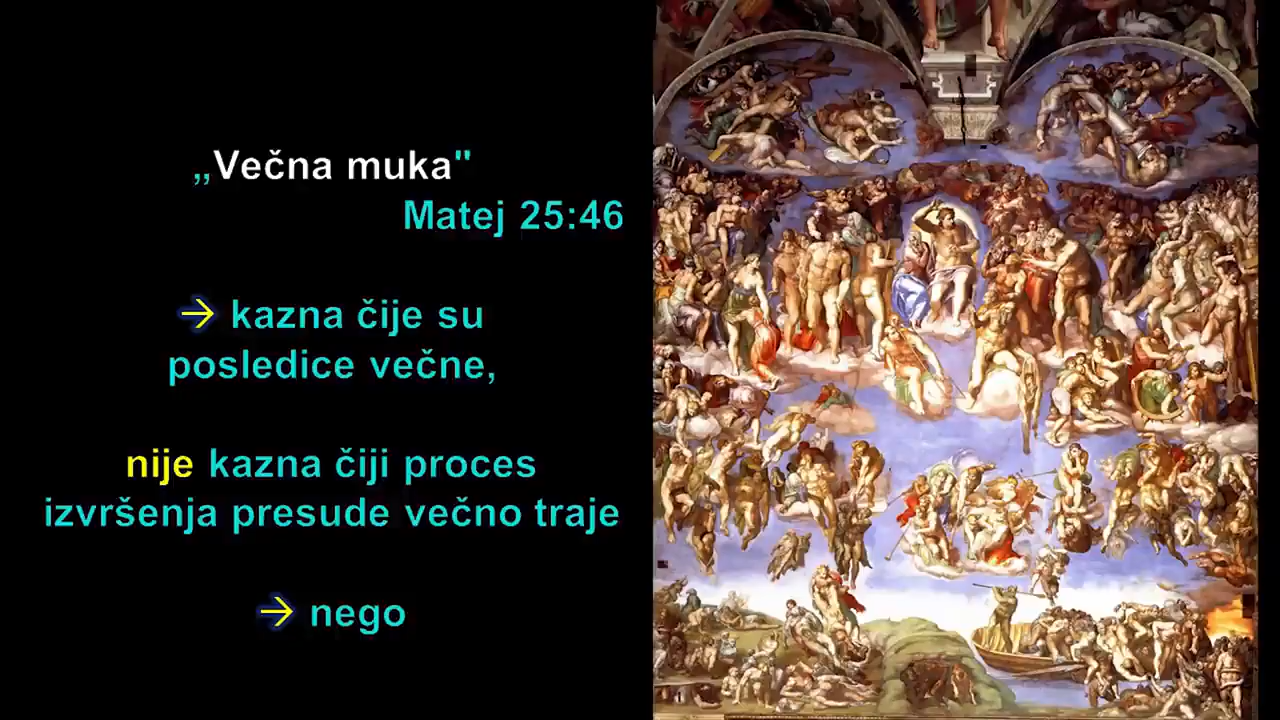 „Večna muka"
Matej 25:46
→ kazna čije su
posledice večne,
nije kazna čiji proces
izvršenja presude večno traje
→ nego